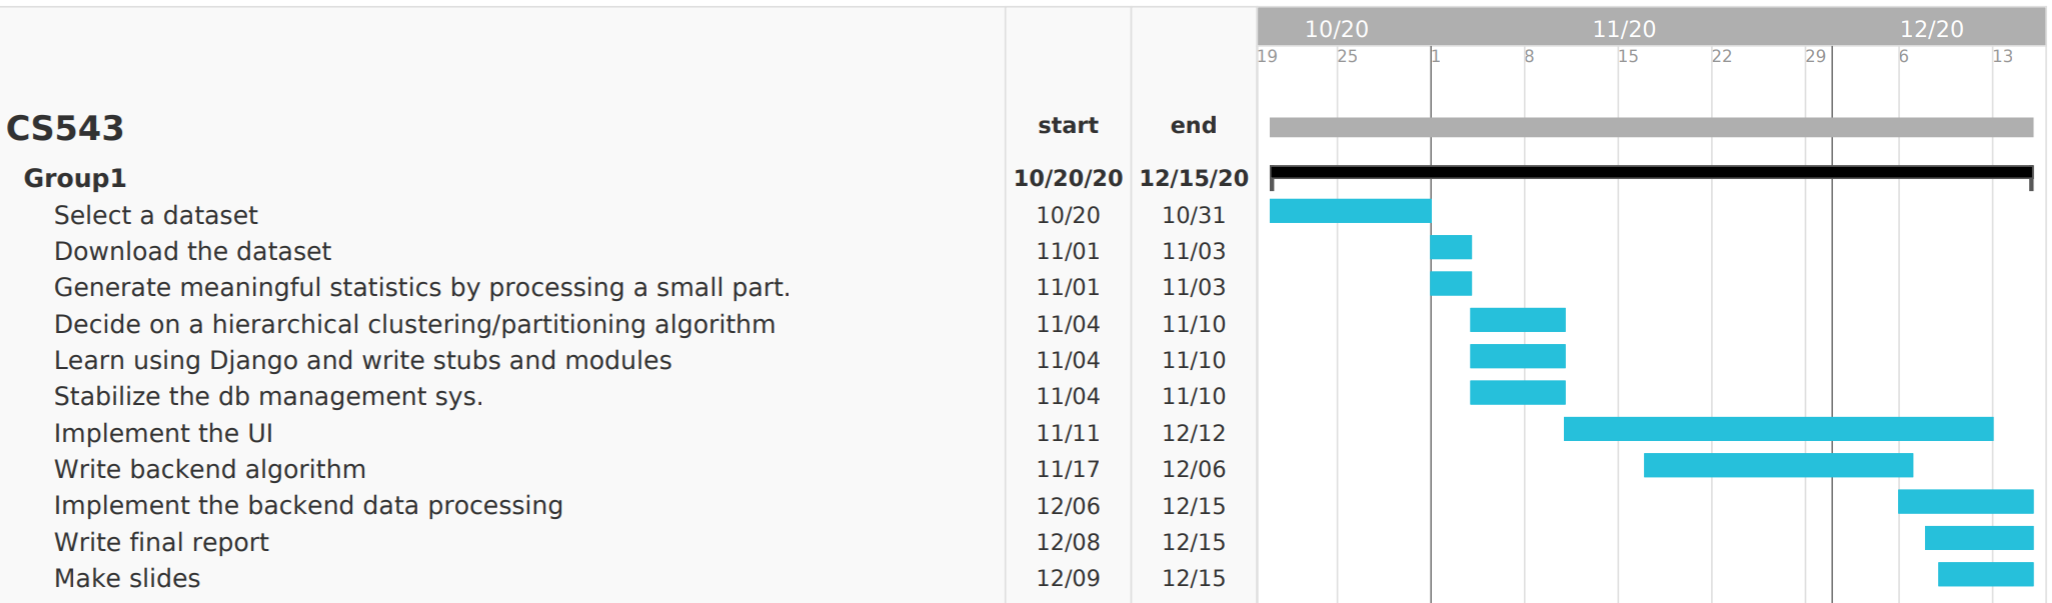 10/20 11/20 12/20
19 25 1 8 15 22 29 6 13
CS543 start end
Group1 10/20/20 12/15/20
Select a dataset 10/20 10/31
Download the dataset 11/01 11/03
Generate meaningful statistics by processing a small part. 11/01 11/03
Decide on a hierarchical clustering/partitioning algorithm 11/04 11/10
Learn using Django and write stubs and modules 11/04 11/10
Stabilize the db management sys. 11/04 11/10
Implement the UI 11/11 12/12
Write backend algorithm 11/17 12/06
Implement the backend data processing 12/06 12/15
Write final report 12/08 12/15
Make slides 12/09 12/15